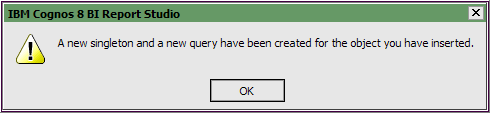 IBM Cognos 8 BI Report Studio
A new singleton and a new query have been created for the object you have inserted.
OK